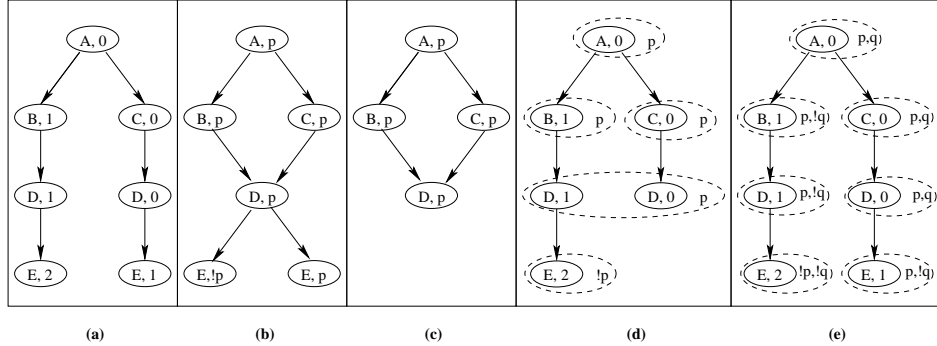 A, 0 A, p A, p A, 0 p A, 0 p,q
B, 1 C, 0 B, p C, p B, p C, p B, 1 p C, 0 p B, 1 p,!q C, 0 p,q
D, 1 D, 0 D, p D, p D, 1 D, 0 p D, 1 p,!q D, 0 p,q
E, 2 E, 1 E,!p E, p E, 2 !p E, 2 !p,!q E, 1 p,!q
(a) (b) (c) (d) (e)